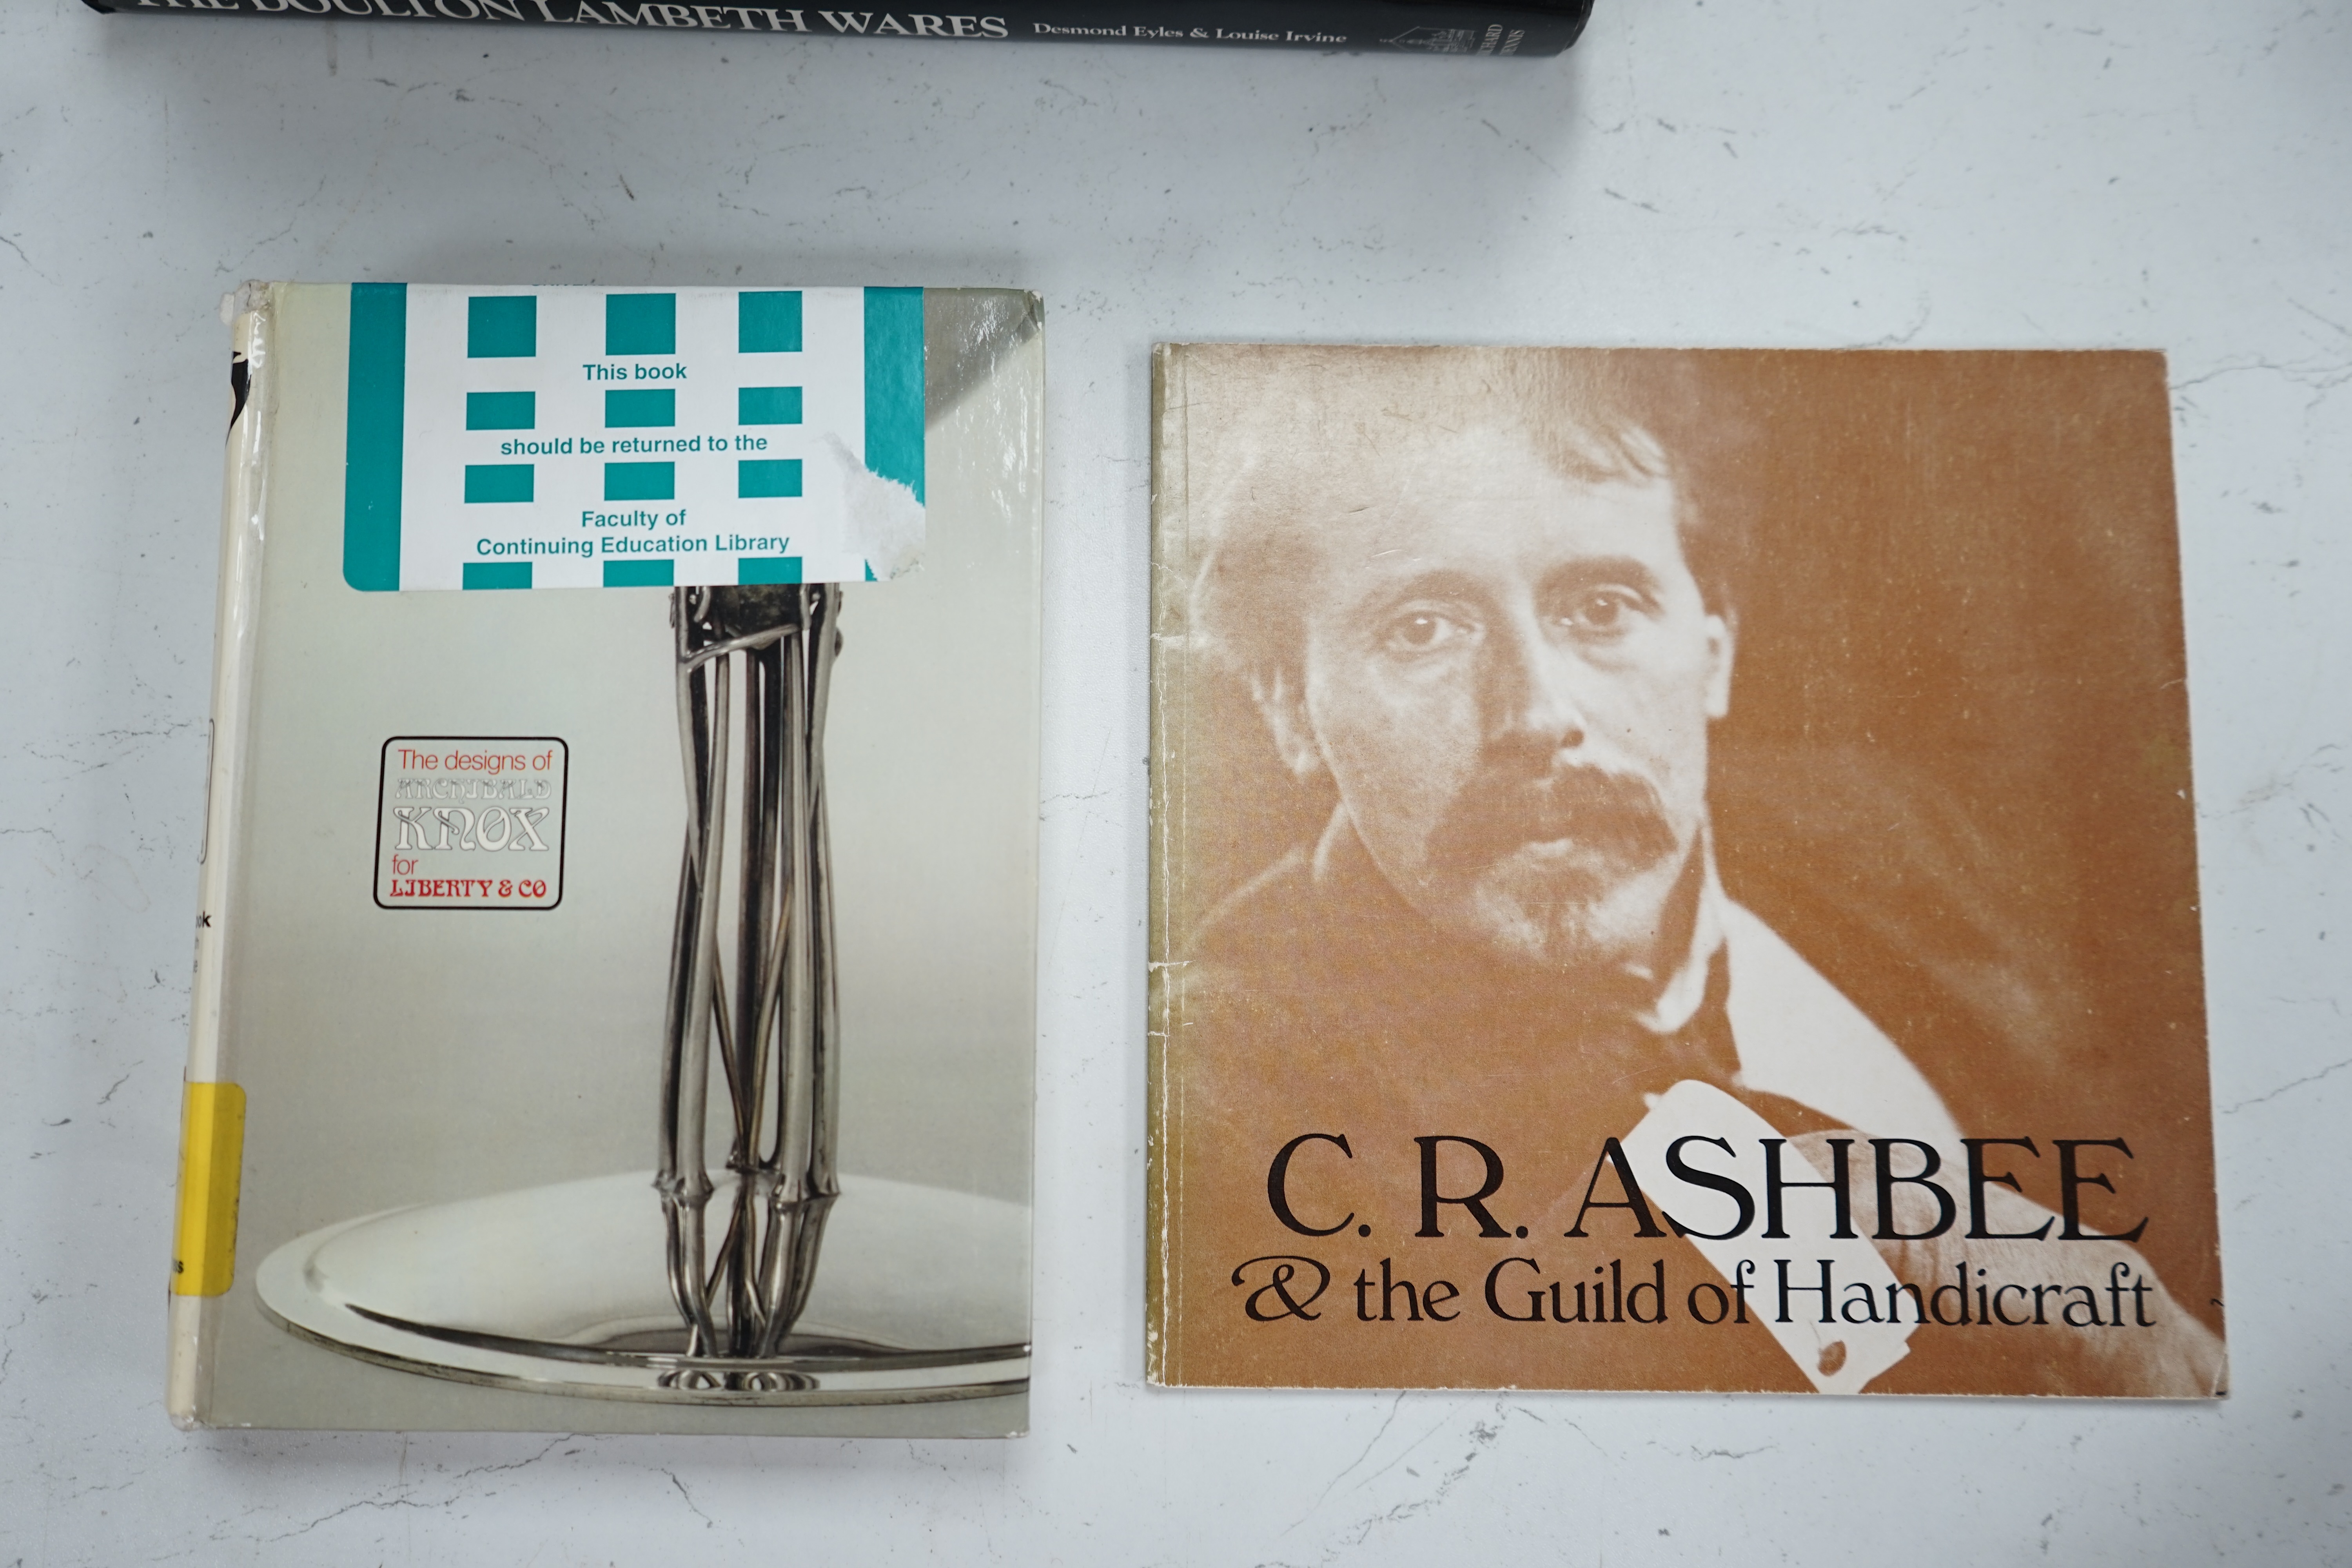 THE DOULTON LAMBETH WARES Desmond Eyles & Louise Irvine
This book
should be returned to the
Faculty of
Continuing Education Library
The designs of
ARCHIBALD
KNOX
for
LIBERTY & CO
C. R. ASHBEE
& the Guild of Handicraft